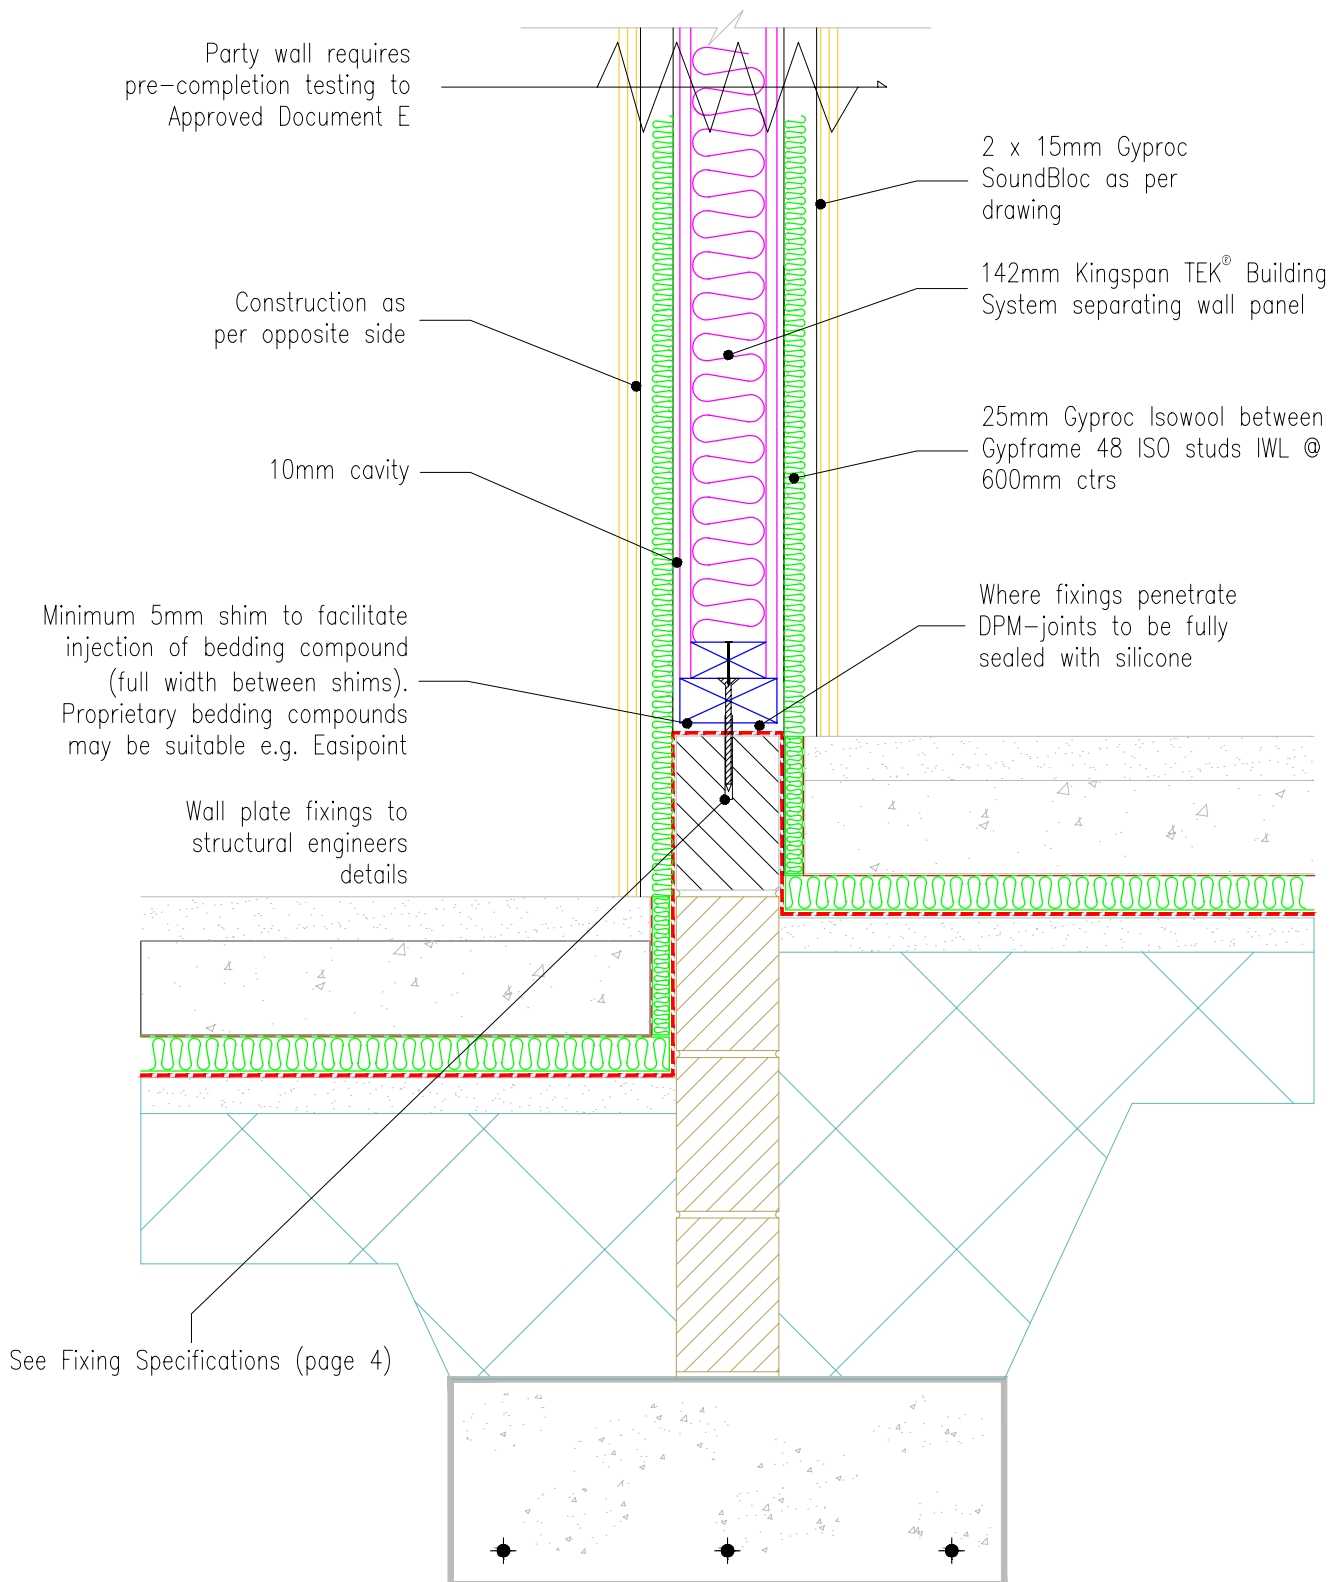 Party wall requires
pre-completion testing to
Approved Document E
2 x 15mm Gyproc
SoundBloc as per
drawing
142mm Kingspan TEK® Building
System separating wall panel
Construction as
per opposite side
25mm Gyproc Isowool between
Gypframe 48 ISO studs IWL @
600mm ctrs
10mm cavity
Where fixings penetrate
DPM-joints to be fully
sealed with silicone
Minimum 5mm shim to facilitate
injection of bedding compound
(full width between shims).
Proprietary bedding compounds
may be suitable e.g. Easipoint
Wall plate fixings to
structural engineers
details
See Fixing Specifications (page 4)